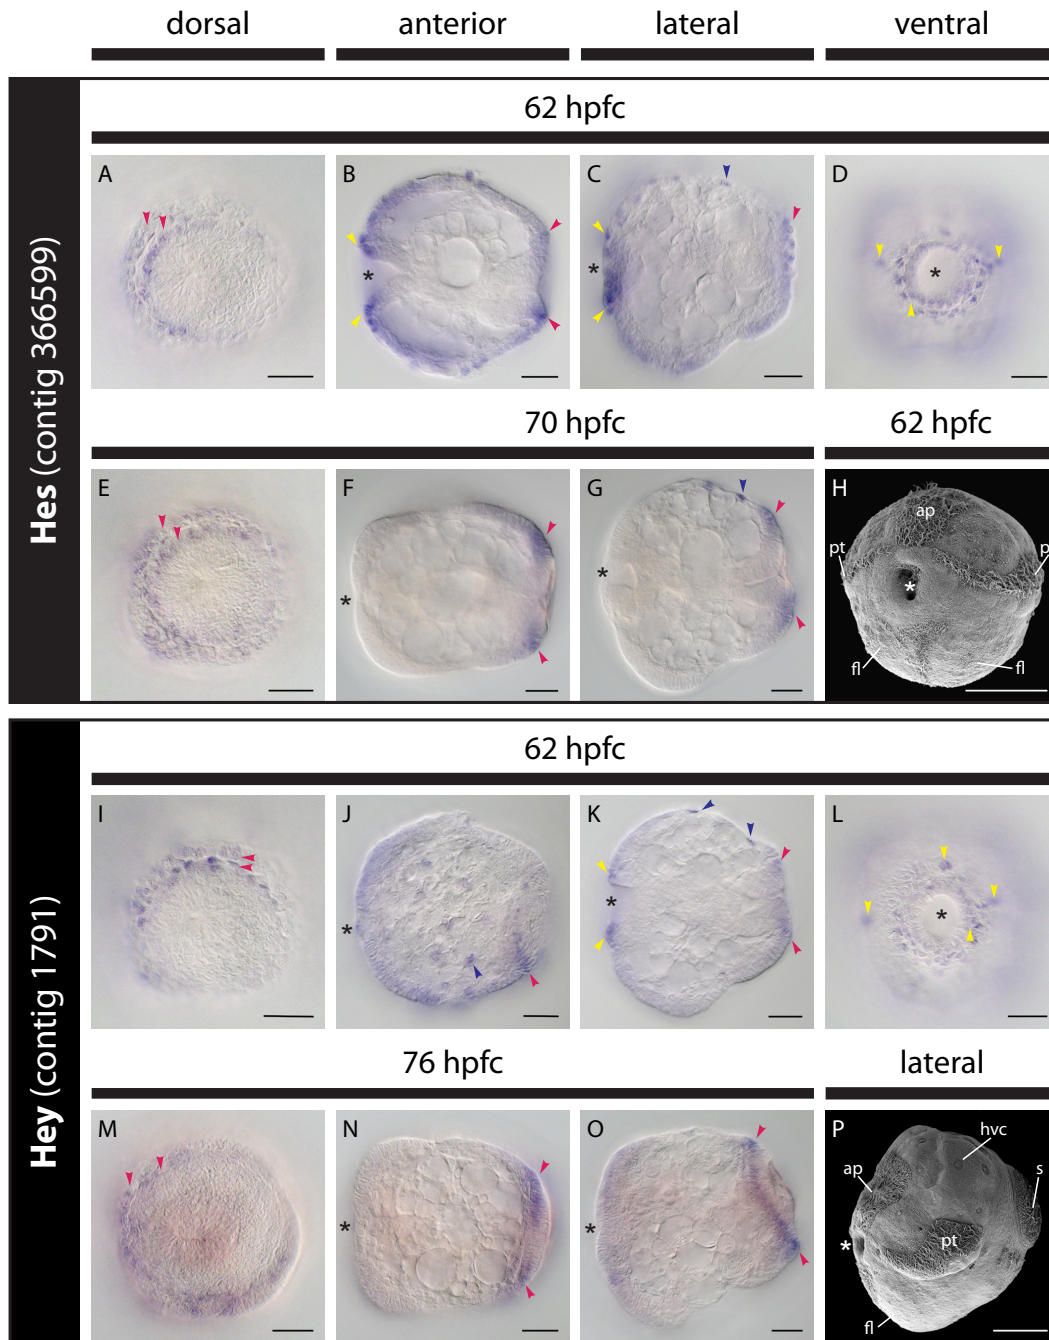 dorsal anterior lateral ventral
Hes (contig 366599)
62 hpfc
A B C D
* * *
70 hpfc 62 hpfc
E F G H
ap
pt p
* * *
fl fl
Hey (contig 1791)
62 hpfc
I J K L
* * *
76 hpfc lateral
M N O P
hvc
ap s
pt
* * *
fl